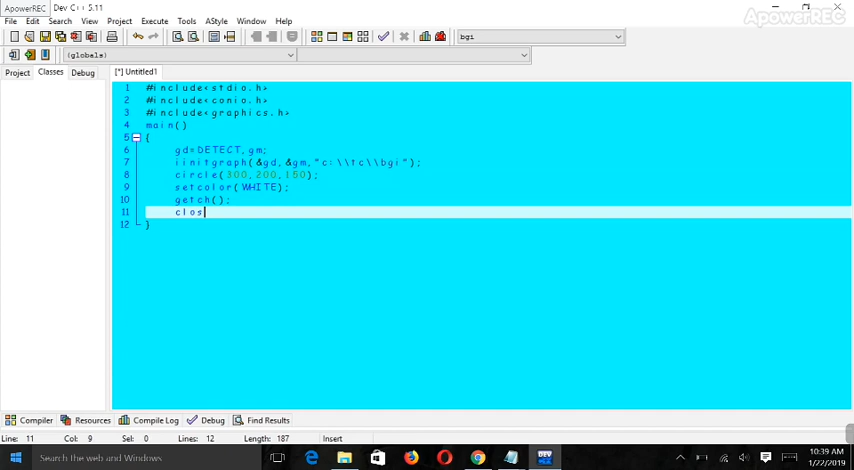 ApowerREC
Dev C++ 5.11
ApowerREC
File Edit Search View Project Execute Tools AStyle Window Help
bgi
(globals)
Project Classes Debug
[*] Untitled1
1 #include<stdio.h>
2 #include<conio.h>
3 #include<graphics.h>
4 main()
5 {
6 gd=DETECT,gm;
7 iinitgraph(&gd,&gm,"c:\\tc\\bgi");
8 circle(300,200,150);
9 setcolor(WHITE);
10 getch();
11 clos
12 }
Compiler Resources Compile Log Debug Find Results
Line: 11 Col: 9 Sel: 0 Lines: 12 Length: 187 Insert
Search the web and Windows
DEV
10:39 AM
1/22/2019